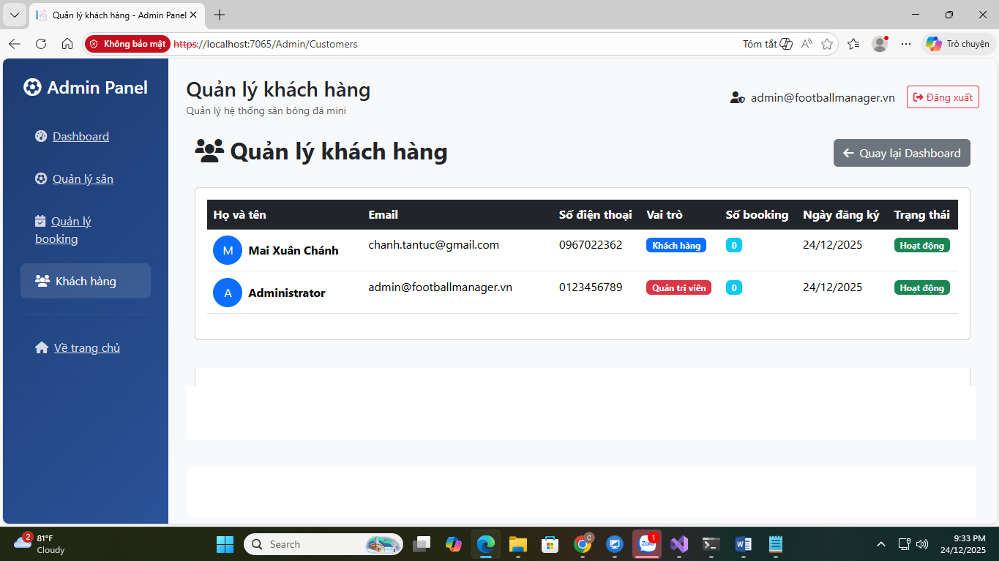 Quản lý khách hàng - Admin Panel
Không bảo mật https://localhost:7065/Admin/Customers Tóm tắt Trò chuyện
Admin Panel
Dashboard
Quản lý sân
Quản lý
booking
Khách hàng
Về trang chủ
Quản lý khách hàng
Quản lý hệ thống sân bóng đá mini
admin@footballmanager.vn Đăng xuất
Quản lý khách hàng Quay lại Dashboard
Họ và tên Email Số điện thoại Vai trò Số booking Ngày đăng ký Trạng thái
M Mai Xuân Chánh chanh.tantuc@gmail.com 0967022362 Khách hàng 0 24/12/2025 Hoạt động
A Administrator admin@footballmanager.vn 0123456789 Quản trị viên 0 24/12/2025 Hoạt động
2 81°F
Cloudy
Search
C
Zalo 1
9:33 PM
24/12/2025